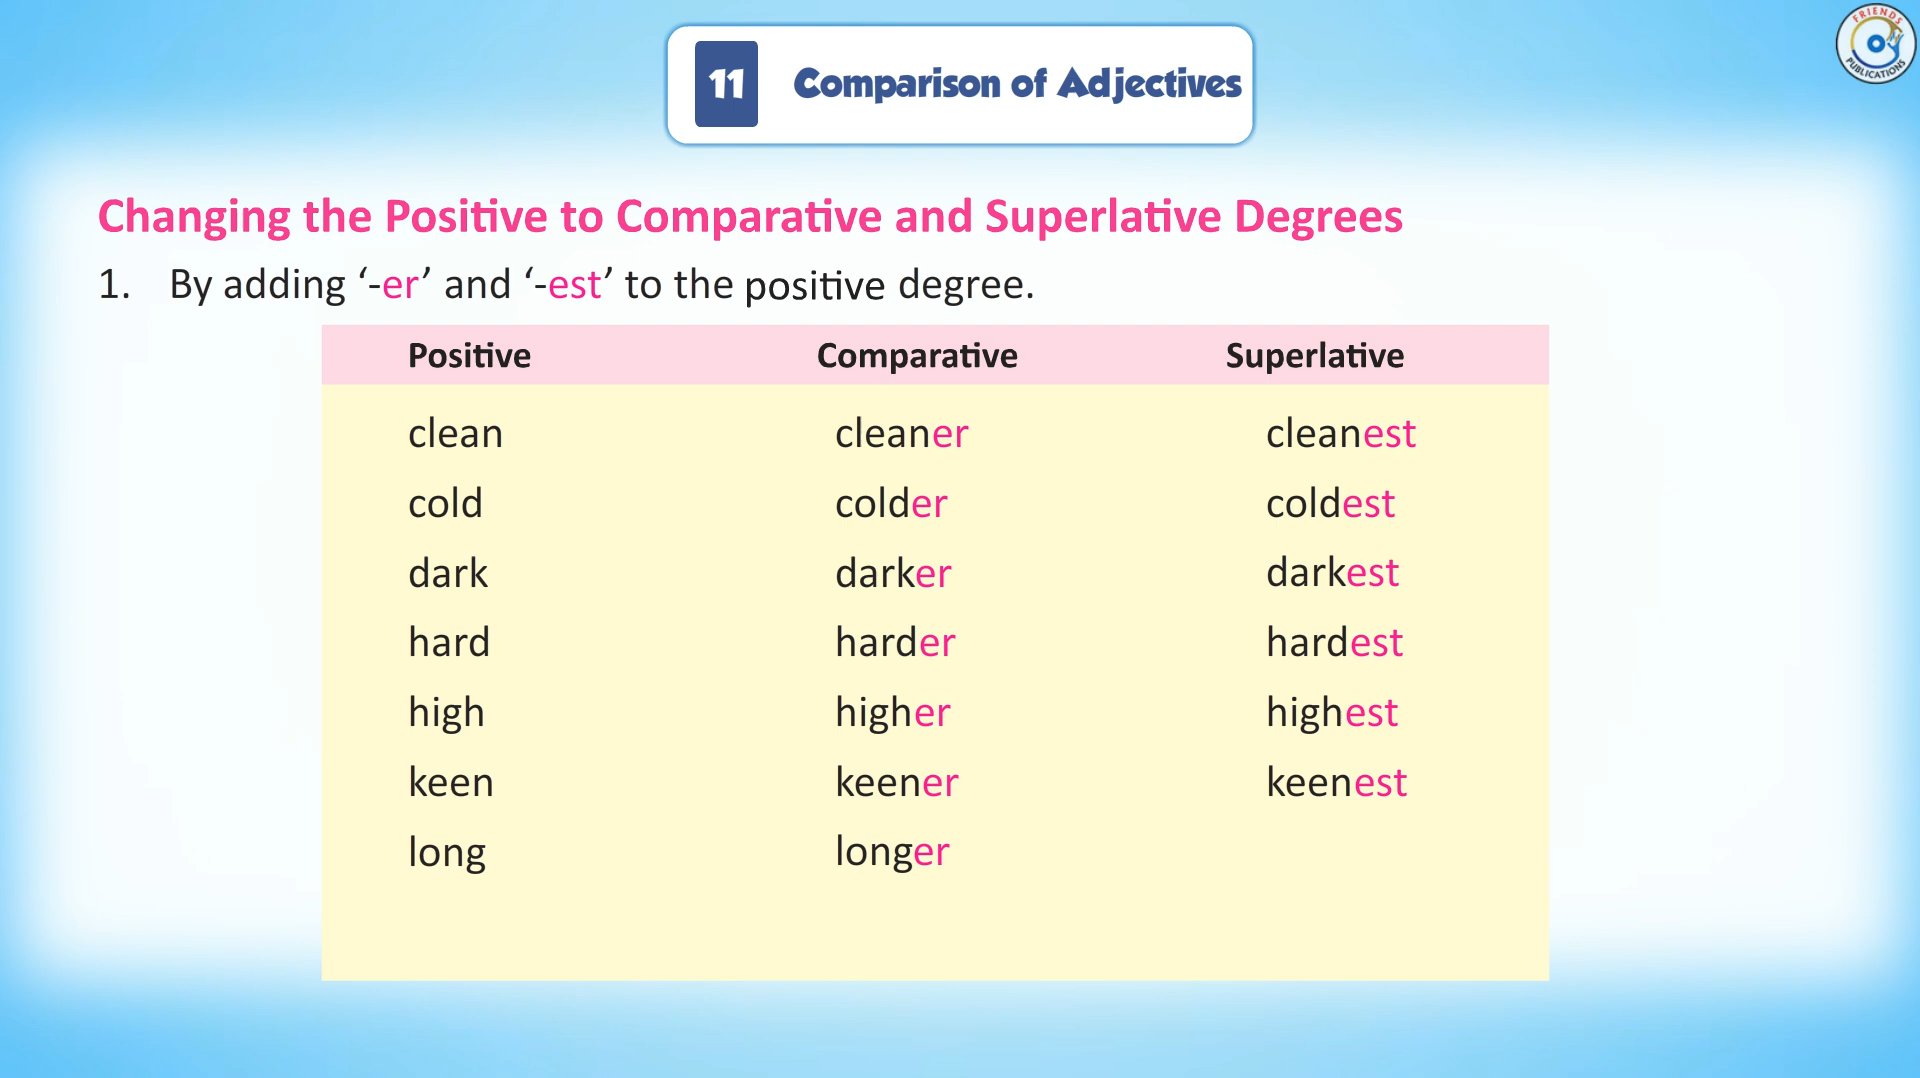 FRIENDS
PUBLICATIONS
11 Comparison of Adjectives
Changing the Positive to Comparative and Superlative Degrees
1. By adding ‘-er’ and ‘-est’ to the positive degree.
Positive Comparative Superlative
clean cleaner cleanest
cold colder coldest
dark darker darkest
hard harder hardest
high higher highest
keen keener keenest
long longer